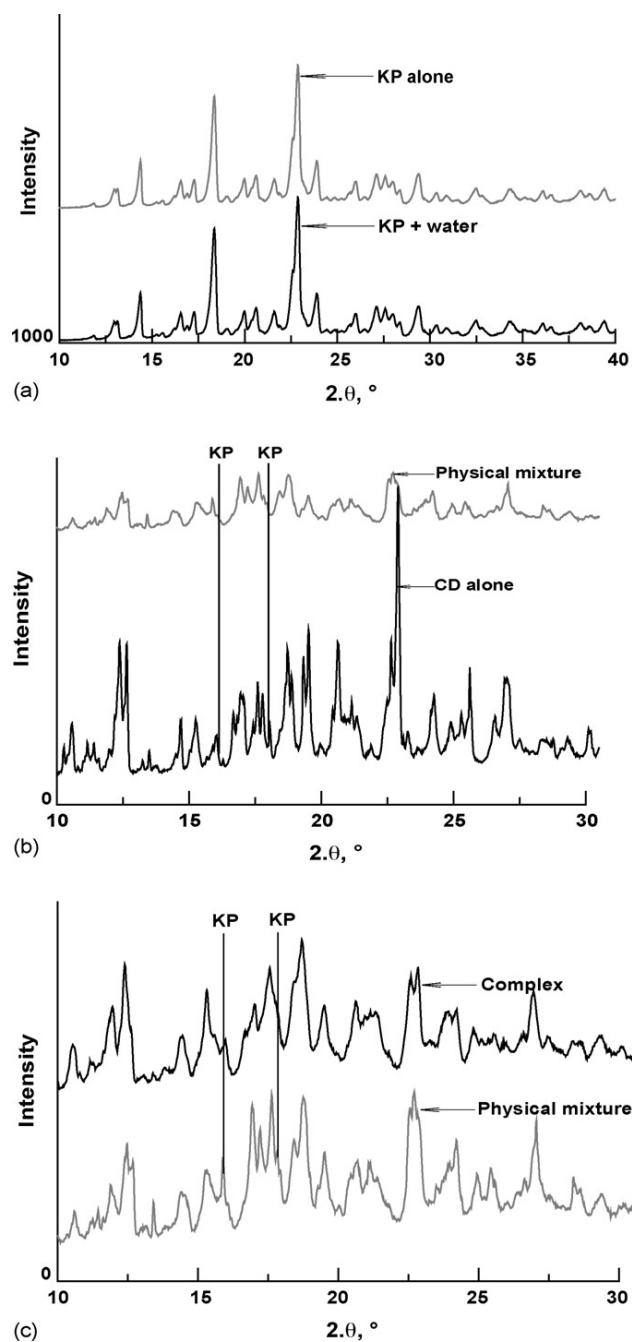 KP alone
Intensity
KP + water
1000
10 15 20 25 30 35 40
2.θ, °
(a)
KP KP
Physical mixture
CD alone
Intensity
0
10 15 20 25 30
2.θ, °
(b)
KP KP
Complex
Intensity
Physical mixture
0
10 15 20 25 30
2.θ, °
(c)